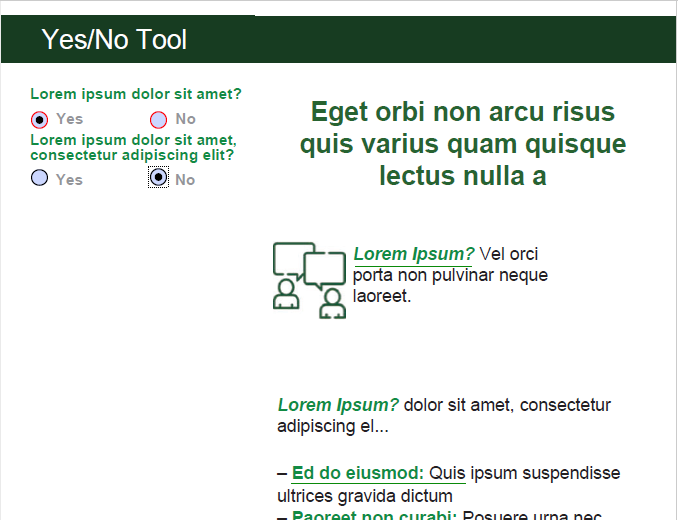 Yes/No Tool
Lorem ipsum dolor sit amet?
Yes No
Lorem ipsum dolor sit amet,
consectetur adipiscing elit?
Yes No
Eget orbi non arcu risus
quis varius quam quisque
lectus nulla a
Lorem Ipsum? Vel orci
porta non pulvinar neque
laoreet.
Lorem Ipsum? dolor sit amet, consectetur
adipiscing el...
– Ed do eiusmod: Quis ipsum suspendisse
ultrices gravida dictum
– Paoreet non curabi: Posuere urna nec